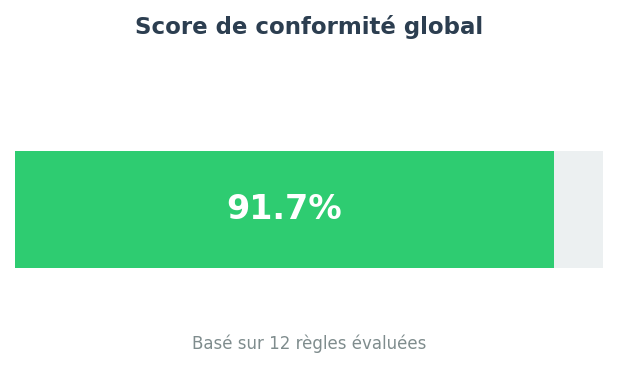 Score de conformité global
91.7%
Basé sur 12 règles évaluées